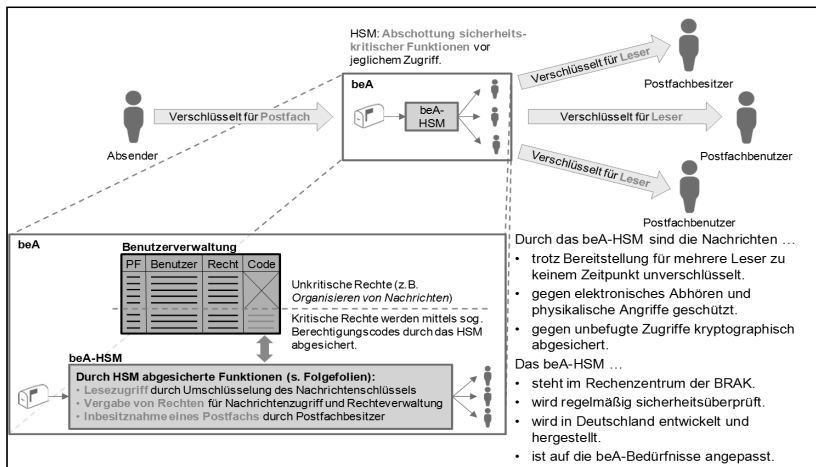 HSM: Abschottung sicherheits-
kritischer Funktionen vor
jeglichem Zugriff.
beA
Absender
Verschlüsselt für Postfach
beA-
HSM
Verschlüsselt für Leser
Postfachbesitzer
Verschlüsselt für Leser
Postfachbenutzer
Verschlüsselt für Leser
Postfachbenutzer
beA
Benutzerverwaltung
PF Benutzer Recht Code
Unkritische Rechte (z.B.
Organisieren von Nachrichten)
Kritische Rechte werden mittels sog.
Berechtigungscodes durch das HSM
abgesichert.
beA-HSM
Durch HSM abgesicherte Funktionen (s. Folgefolien):
• Lesezugriff durch Umschlüsselung des Nachrichtenschlüssels
• Vergabe von Rechten für Nachrichtenzugriff und Rechteverwaltung
• Inbesitznahme eines Postfachs durch Postfachbesitzer
Durch das beA-HSM sind die Nachrichten …
• trotz Bereitstellung für mehrere Leser zu
keinem Zeitpunkt unverschlüsselt.
• gegen elektronisches Abhören und
physikalische Angriffe geschützt.
• gegen unbefugte Zugriffe kryptographisch
abgesichert.
Das beA-HSM …
• steht im Rechenzentrum der BRAK.
• wird regelmäßig sicherheitsüberprüft.
• wird in Deutschland entwickelt und
hergestellt.
• ist auf die beA-Bedürfnisse angepasst.